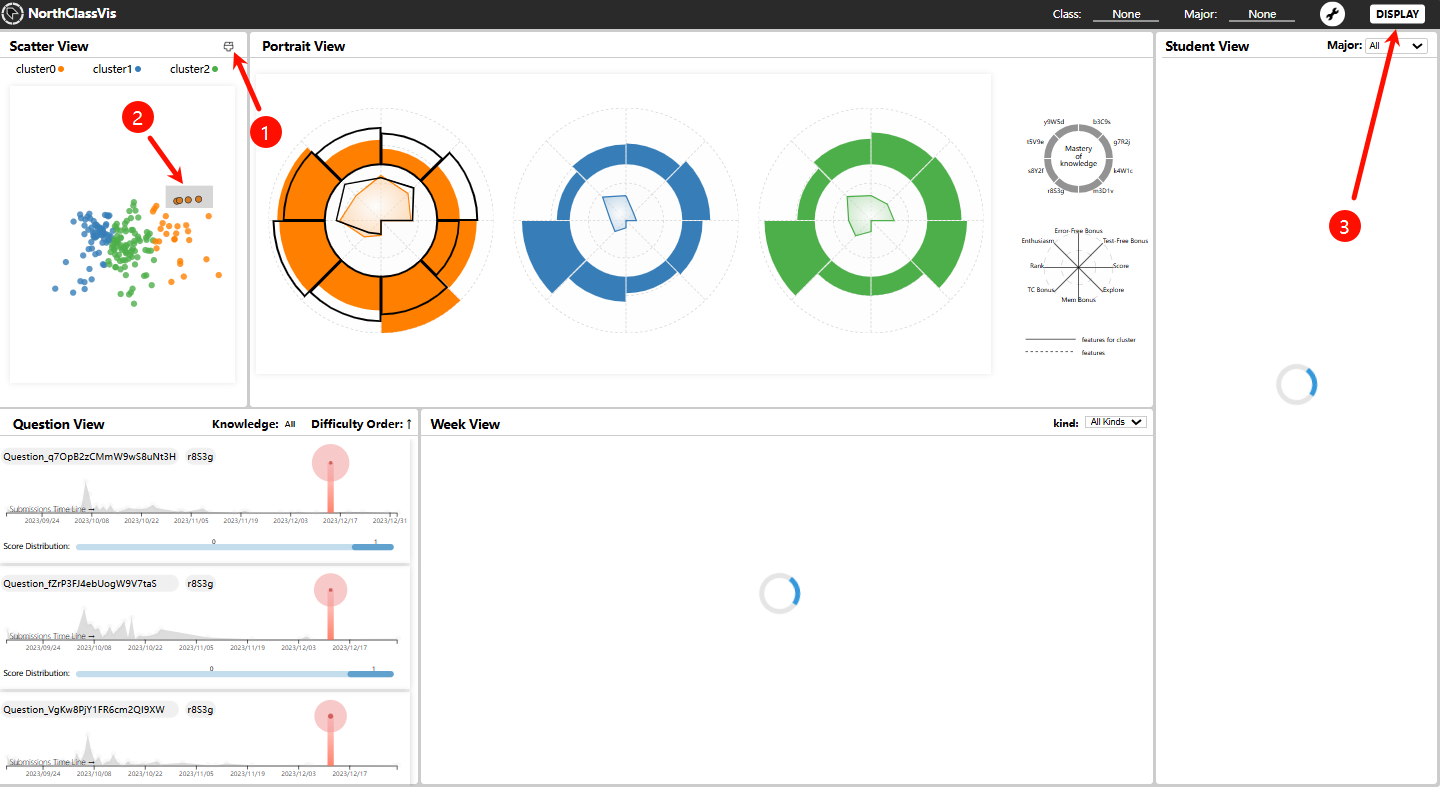 NorthClassVis
Class: None Major: None DISPLAY
Scatter View
cluster0 cluster1 cluster2
2
1
3
Portrait View
y9W5d b3C9s
t5V9e g7R2j
Mastery
of
knowledge
s8Y2f k4W1c
r8S3g m3D1v
Error-Free Bonus
Enthusiasm Test-Free Bonus
Rank Score
TC Bonus Explore
Mem Bonus
features for cluster
features
Student View Major: All
Question View Knowledge: All Difficulty Order: ↑
Question_q7OpB2zCMmW9wS8uNt3H r8S3g
Submissions Time Line →
2023/09/24 2023/10/08 2023/10/22 2023/11/05 2023/11/19 2023/12/03 2023/12/17 2023/12/31
Score Distribution: 0 1
Question_fZrP3FJ4ebUogW9V7taS r8S3g
Submissions Time Line →
2023/09/24 2023/10/08 2023/10/22 2023/11/05 2023/11/19 2023/12/03 2023/12/17
Score Distribution: 0 1
Question_VgKw8PjY1FR6cm2QI9XW r8S3g
Submissions Time Line →
2023/09/24 2023/10/08 2023/10/22 2023/11/05 2023/11/19 2023/12/03 2023/12/17
Week View kind: All Kinds